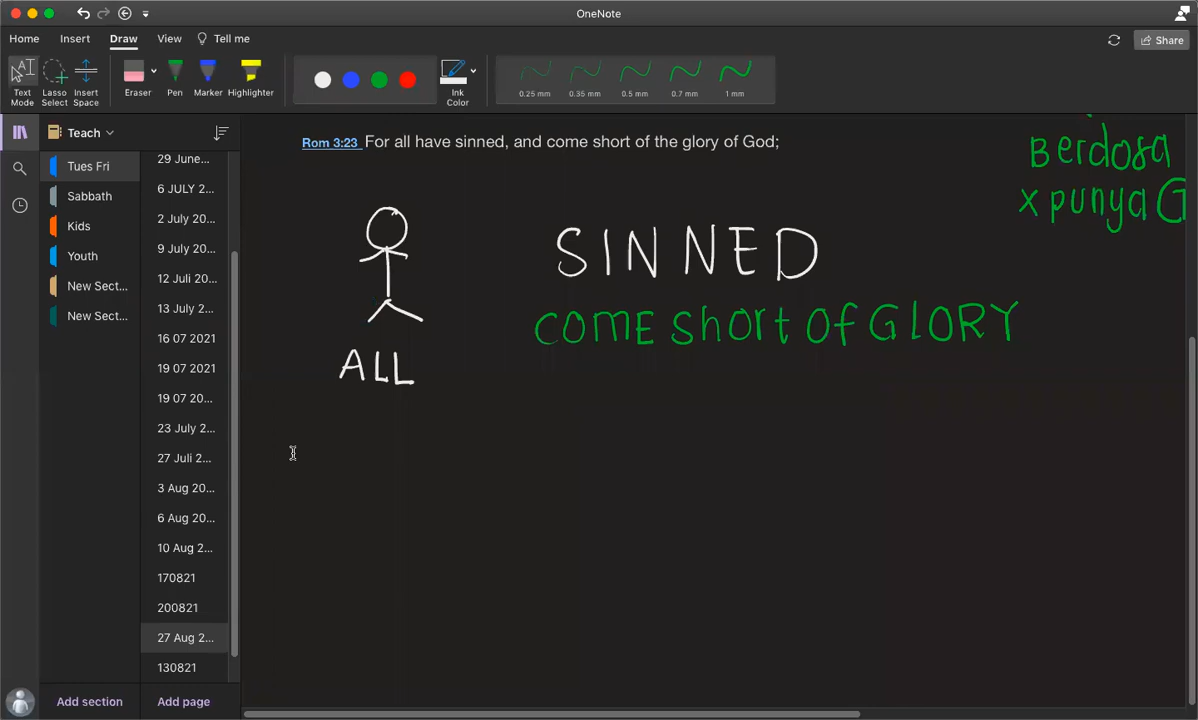 OneNote
Home Insert Draw View Tell me
Share
Text Mode
Lasso Select
Insert Space
Eraser
Pen
Marker
Highlighter
Ink Color
0.25 mm 0.35 mm 0.5 mm 0.7 mm 1 mm
Teach
Tues Fri
Sabbath
Kids
Youth
New Sect...
New Sect...
29 June...
6 JULY 2...
2 July 20...
9 July 20...
12 Juli 20...
13 July 2...
16 07 2021
19 07 2021
19 07 20...
23 July 2...
27 Juli 2...
3 Aug 20...
6 Aug 20...
10 Aug 2...
170821
200821
27 Aug 2...
130821
Add section
Add page
Rom 3:23 For all have sinned, and come short of the glory of God;
Berdosa
x punya G
SINNED
COME short Of GLORY
ALL